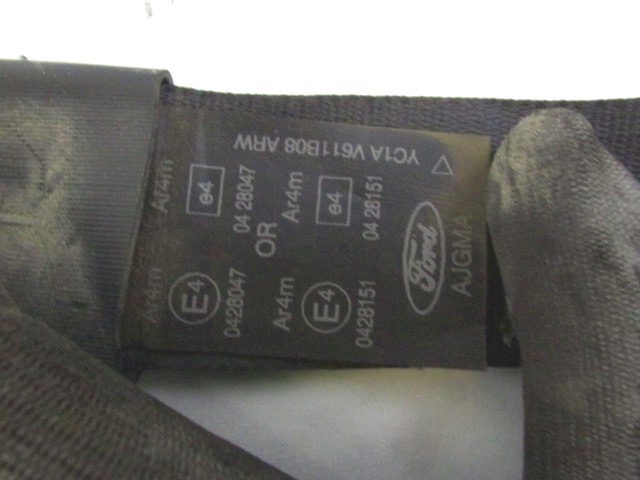 Ar4m e4 04 28047
OR
Ar4m e4 04 28151
Ar4m E4 0428047
Ar4m E4 0428151
Ford
AJGMA
YC1A V611B08 ARW